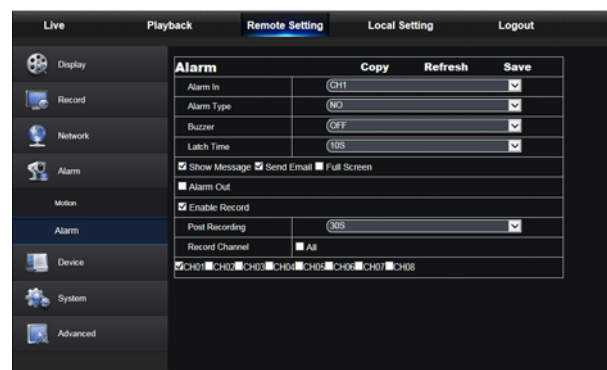 Live Playback Remote Setting Local Setting Logout
Display
Record
Network
Alarm
Motion
Alarm
Device
System
Advanced
Alarm Copy Refresh Save
Alarm In CH1
Alarm Type NO
Buzzer OFF
Latch Time 10S
Show Message Send Email Full Screen
Alarm Out
Enable Record
Post Recording 30S
Record Channel All
CH01 CH02 CH03 CH04 CH05 CH06 CH07 CH08